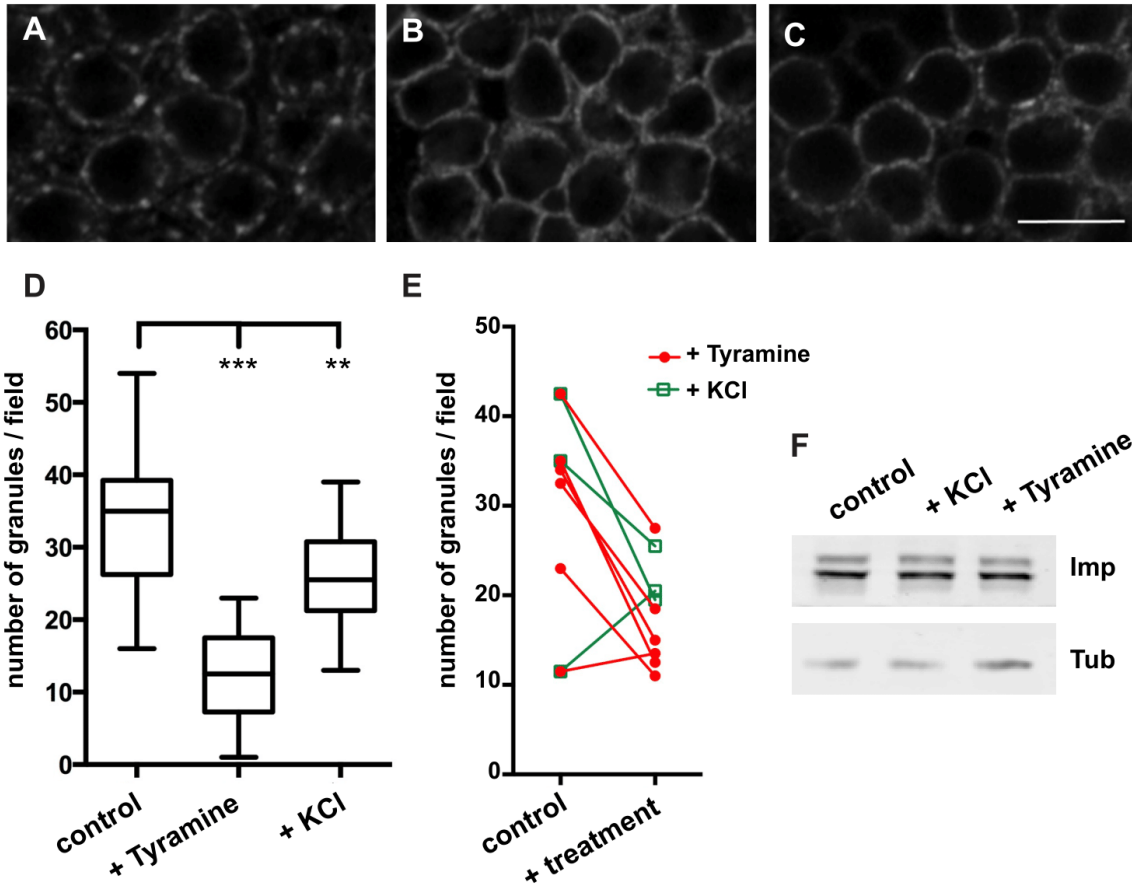 A
B
C
D
number of granules / field
60
50
40
30
20
10
0
***
**
control
+ Tyramine
+ KCl
E
number of granules / field
50
40
30
20
10
0
+ Tyramine
+ KCl
control
+ treatment
F
control
+ KCl
+ Tyramine
Imp
Tub